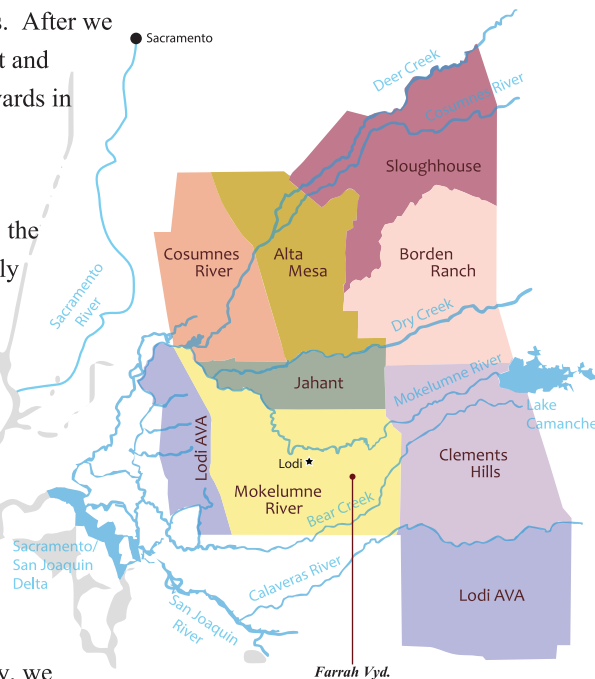 s.  After we
t and
yards in
the
ly
y, we
Sacramento
Deer Creek
Cosumnes River
Sloughhouse
Cosumnes
River
Alta
Mesa
Borden
Ranch
Sacramento
River
Dry Creek
Jahant
Mokelumne River
Lake
Camanche
Lodi AVA
Lodi
Clements
Hills
Mokelumne
River
Bear Creek
Sacramento/
San Joaquin
Delta
Calaveras River
San Joaquin
River
Lodi AVA
Farrah Vyd.